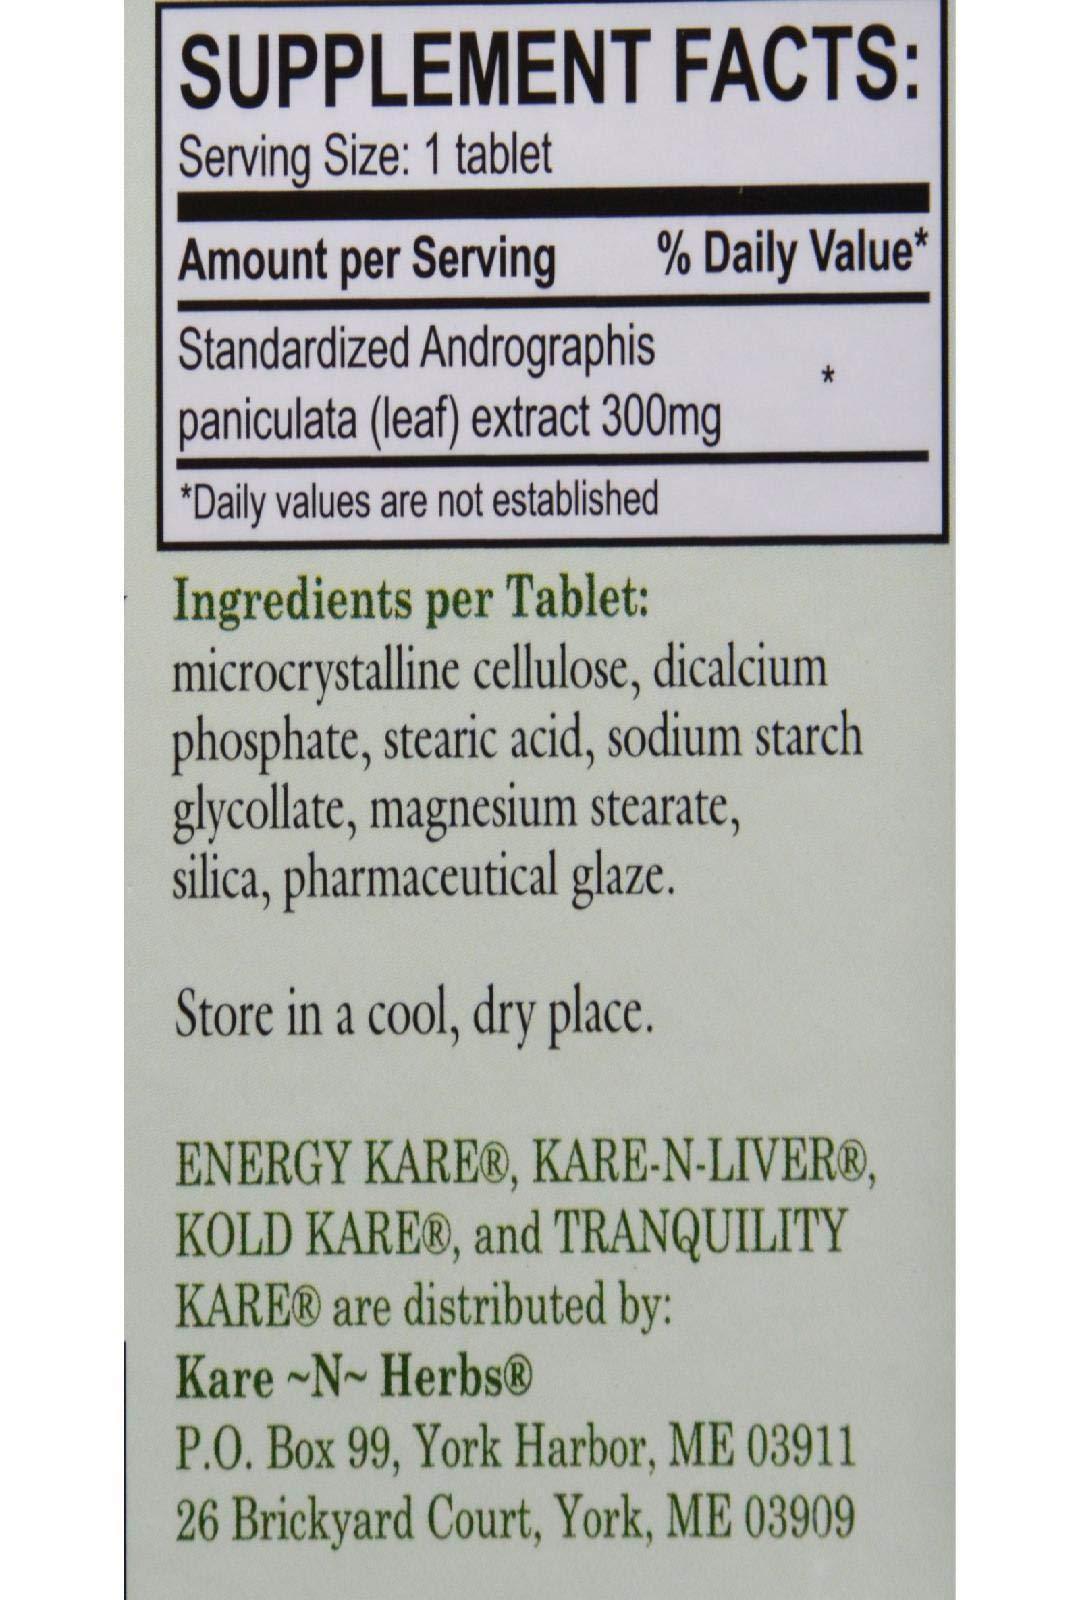 SUPPLEMENT FACTS:
Serving Size: 1 tablet
Amount per Serving % Daily Value*
Standardized Andrographis
*
paniculata (leaf) extract 300mg
*Daily values are not established
Ingredients per Tablet:
microcrystalline cellulose, dicalcium
phosphate, stearic acid, sodium starch
glycollate, magnesium stearate,
silica, pharmaceutical glaze.
Store in a cool, dry place.
ENERGY KARE®, KARE-N-LIVER®,
KOLD KARE®, and TRANQUILITY
KARE® are distributed by:
Kare ~N~ Herbs®
P.O. Box 99, York Harbor, ME 03911
26 Brickyard Court, York, ME 03909